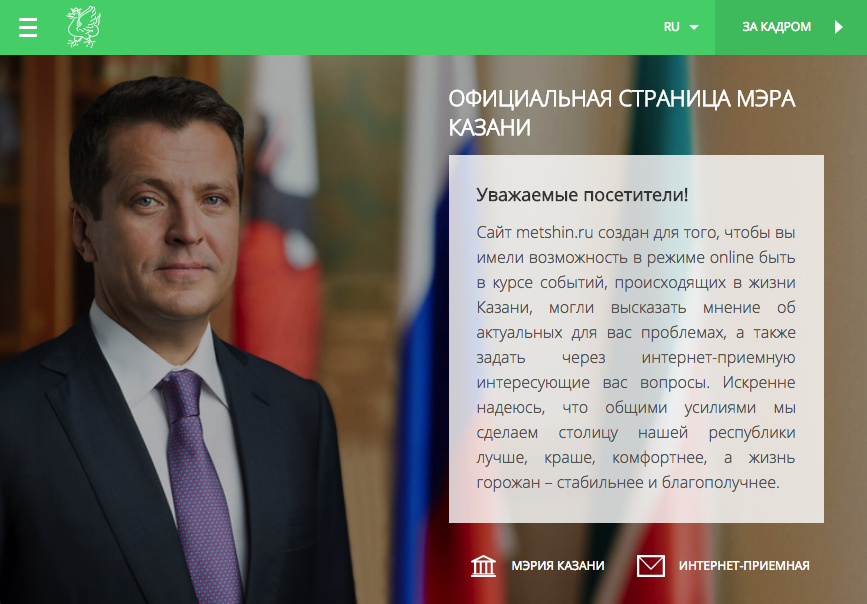 RU
ЗА КАДРОМ
ОФИЦИАЛЬНАЯ СТРАНИЦА МЭРА
КАЗАНИ
Уважаемые посетители!
Сайт metshin.ru создан для того, чтобы вы
имели возможность в режиме online быть
в курсе событий, происходящих в жизни
Казани, могли высказать мнение об
актуальных для вас проблемах, а также
задать через интернет-приемную
интересующие вас вопросы. Искренне
надеюсь, что общими усилиями мы
сделаем столицу нашей республики
лучше, краше, комфортнее, а жизнь
горожан – стабильнее и благополучнее.
МЭРИЯ КАЗАНИ
ИНТЕРНЕТ-ПРИЕМНАЯ